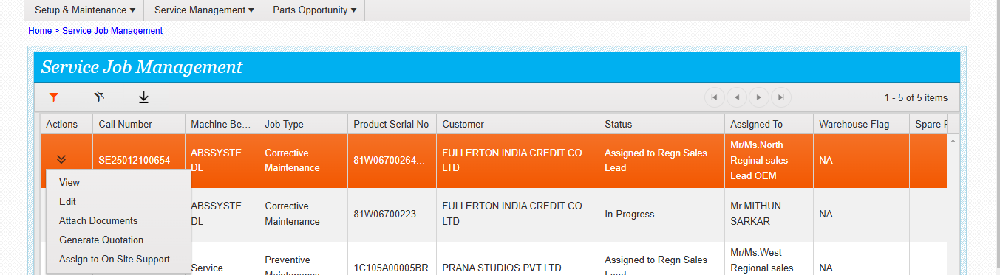 Setup & Maintenance ▾ Service Management ▾ Parts Opportunity ▾
Home > Service Job Management
Service Job Management
1 - 5 of 5 items
Actions Call Number Machine Be... Job Type Product Serial No Customer Status Assigned To Warehouse Flag Spare
SE25012100654 ABSSYSTE... DL Corrective Maintenance 81W06700264... FULLERTON INDIA CREDIT CO LTD Assigned to Regn Sales Lead Mr/Ms.North Reginal sales Lead OEM NA
View
Edit
Attach Documents
Generate Quotation
Assign to On Site Support
ABSSYSTE... DL Corrective Maintenance 81W06700223... FULLERTON INDIA CREDIT CO LTD In-Progress Mr.MITHUN SARKAR NA
Service Preventive Maintenance 1C105A00005BR PRANA STUDIOS PVT LTD Assigned to Regn Sales Mr/Ms.West Regional sales NA